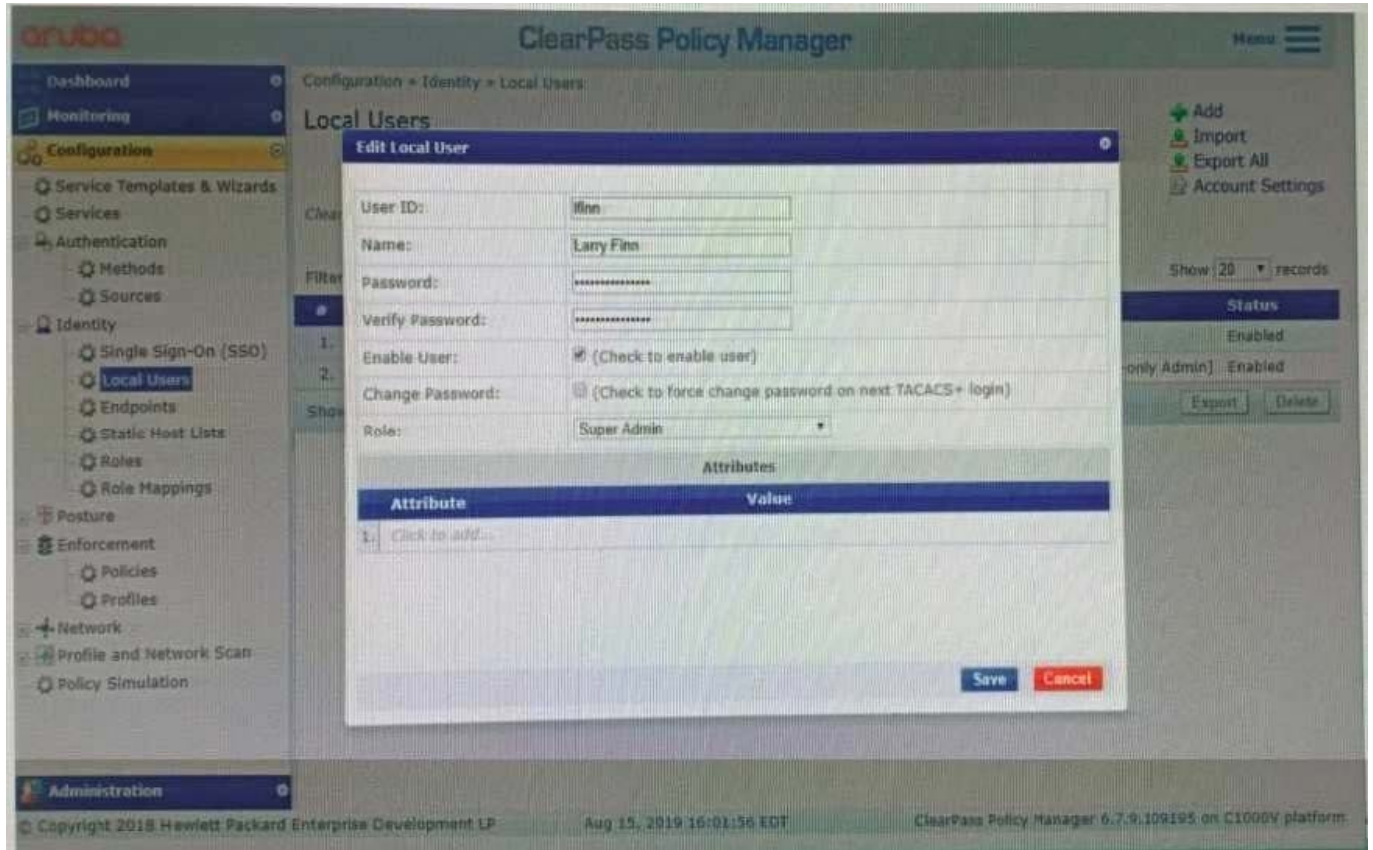 aruba
ClearPass Policy Manager
Menu
Dashboard
Monitoring
Configuration
Service Templates & Wizards
Services
Authentication
Methods
Sources
Identity
Single Sign-On (SSO)
Local Users
Endpoints
Static Host Lists
Roles
Role Mappings
Posture
Enforcement
Policies
Profiles
Network
Profile and Network Scan
Policy Simulation
Administration
Configuration » Identity » Local Users
Local Users
Add
Import
Export All
Account Settings
Clear
Filter
Show 20 records
# Status
1. Enabled
2. -only Admin] Enabled
Show
Export Delete
Edit Local User
User ID: lfinn
Name: Larry Finn
Password: •••••••••••••••
Verify Password: •••••••••••••••
Enable User: (Check to enable user)
Change Password: (Check to force change password on next TACACS+ login)
Role: Super Admin
Attributes
Attribute Value
1. Click to add...
Save Cancel
© Copyright 2018 Hewlett Packard Enterprise Development LP Aug 15, 2019 16:01:56 EDT ClearPass Policy Manager 6.7.9.109195 on C1000V platform